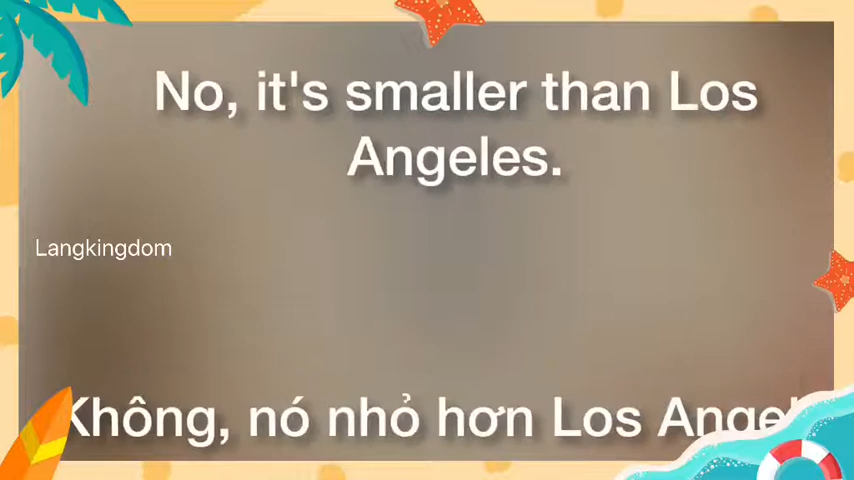 No, it's smaller than Los
Angeles.
Langkingdom
Không, nó nhỏ hơn Los